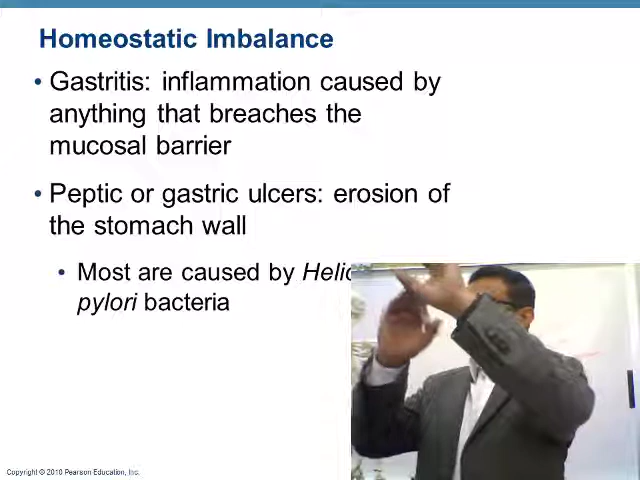 Homeostatic Imbalance
• Gastritis: inflammation caused by
anything that breaches the
mucosal barrier
• Peptic or gastric ulcers: erosion of
the stomach wall
• Most are caused by
pylori bacteria
Copyright © 2010 Pearson Education, Inc.